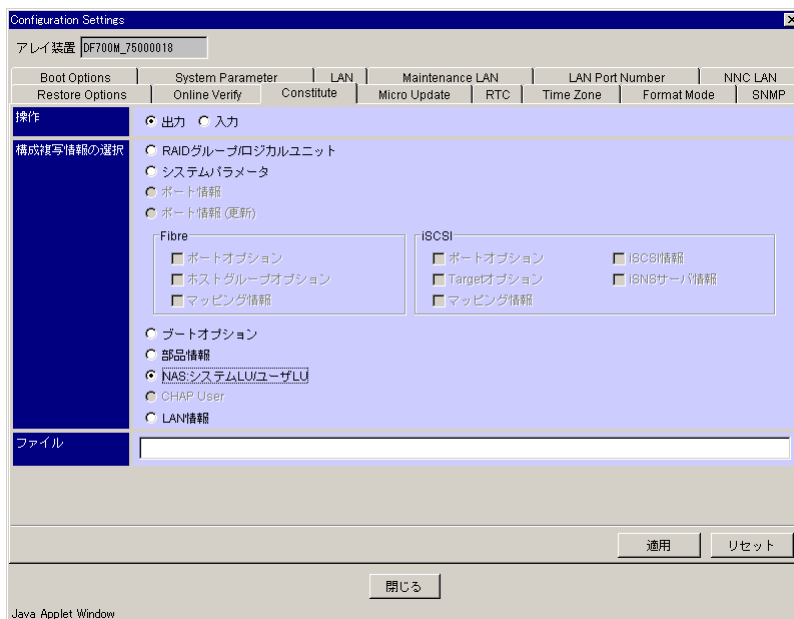 Configuration Settings
アレイ装置 DF700M_75000018
Boot Options System Parameter LAN Maintenance LAN LAN Port Number NNC LAN
Restore Options Online Verify Constitute Micro Update RTC Time Zone Format Mode SNMP
操作 出力 入力
構成複写情報の選択 RAIDグループ/ロジカルユニット
システムパラメータ
ポート情報
ポート情報(更新)
Fibre iSCSI
ポートオプション ポートオプション iSCSI情報
ホストグループオプション Targetオプション iSNSサーバ情報
マッピング情報 マッピング情報
ブートオプション
部品情報
NAS:システムLU/ユーザLU
CHAP User
LAN情報
ファイル
適用 リセット
閉じる
Java Applet Window